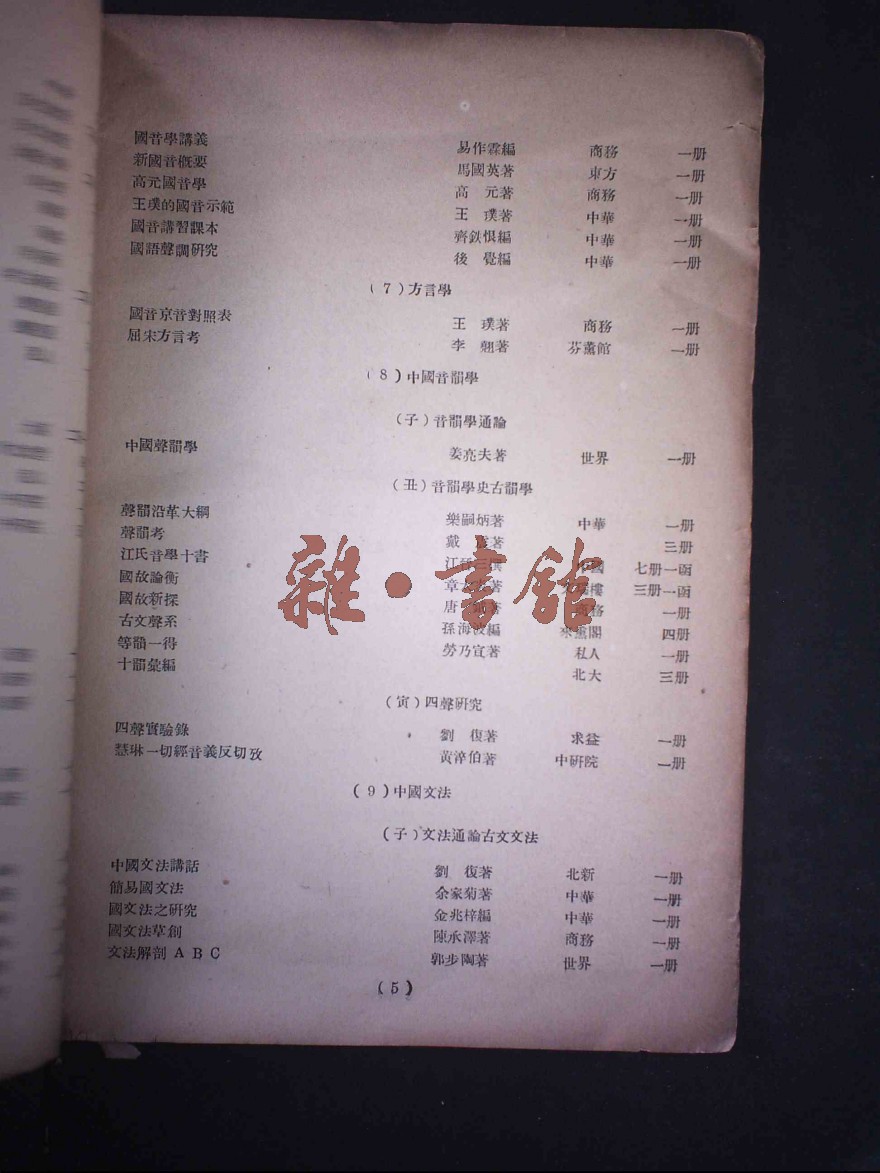 國音學講義 易作霖編 商務 一册
新國音概要 馬國英著 東方 一册
高元國音學 高 元著 商務 一册
王璞的國音示範 王 璞著 中華 一册
國音講習課本 齊鉄恨編 中華 一册
國語聲調研究 後 覺編 中華 一册
(7)方言學
國音京音對照表 王 璞著 商務 一册
屈宋方言考 李 翹著 芬薰館 一册
(8)中國音韻學
(子)音韻學通論
中國聲韻學 姜亮夫著 世界 一册
(丑)音韻學史古韻學
聲韻沿革大綱 樂嗣炳著 中華 一册
聲韻考 戴 著 三册
江氏音學十書 江 七册一函
國故論衡 章 著 樓 三册一函
國故新探 唐 著 商務 一册
古文聲系 孫海波編 來薰閣 四册
等韻一得 勞乃宣著 私人 一册
十韻彙編 北大 三册
(寅)四聲研究
四聲實驗錄 劉 復著 求益 一册
慧琳一切經音義反切攷 黃淬伯著 中研院 一册
(9)中國文法
(子)文法通論古文文法
中國文法講話 劉 復著 北新 一册
簡易國文法 余家菊著 中華 一册
國文法之研究 金兆梓編 中華 一册
國文法草創 陳承澤著 商務 一册
文法解剖ABC 郭步陶著 世界 一册
(5)
雜·書館